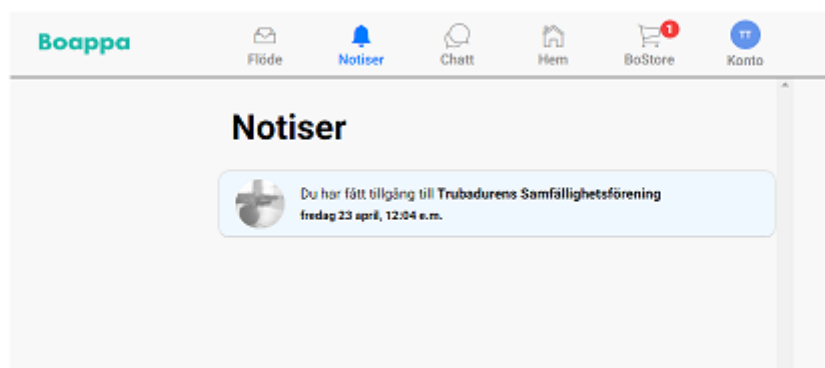 Boappa
Flöde
Notiser
Chatt
Hem
1
BoStore
TT
Konto
Notiser
Du har fått tillgång till Trubadurens Samfällighetsförening
fredag 23 april, 12:04 e.m.